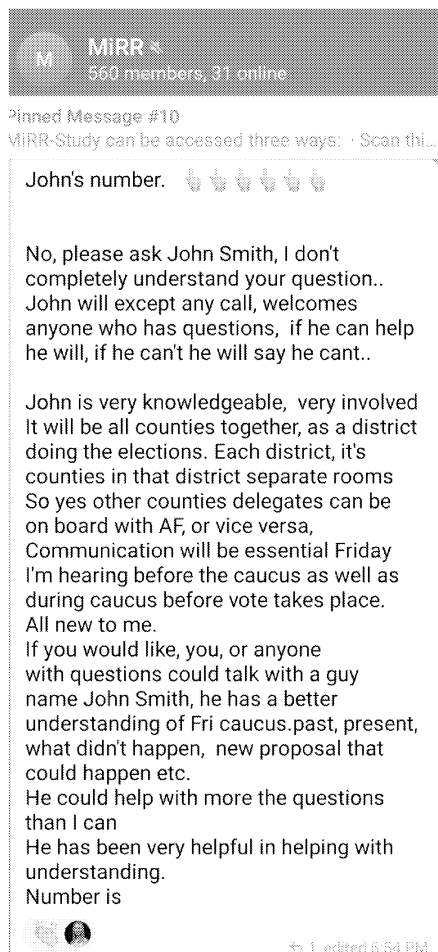 M
MiRR
560 members, 31 online
Pinned Message #10
MiRR-Study can be accessed three ways: · Scan thi...
John's number.
No, please ask John Smith, I don't
completely understand your question..
John will except any call, welcomes
anyone who has questions, if he can help
he will, if he can't he will say he cant..
John is very knowledgeable, very involved
It will be all counties together, as a district
doing the elections. Each district, it's
counties in that district separate rooms
So yes other counties delegates can be
on board with AF, or vice versa,
Communication will be essential Friday
I'm hearing before the caucus as well as
during caucus before vote takes place.
All new to me.
If you would like, you, or anyone
with questions could talk with a guy
name John Smith, he has a better
understanding of Fri caucus.past, present,
what didn't happen, new proposal that
could happen etc.
He could help with more the questions
than I can
He has been very helpful in helping with
understanding.
Number is
1 edited 5:54 PM